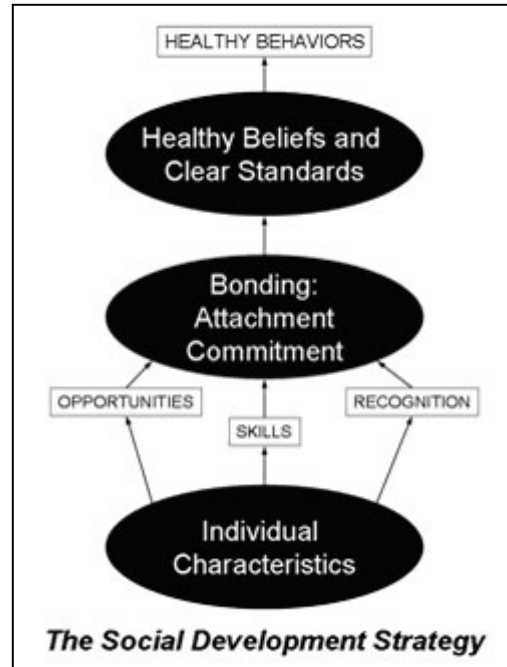 HEALTHY BEHAVIORS
Healthy Beliefs and
Clear Standards
Bonding:
Attachment
Commitment
OPPORTUNITIES
SKILLS
RECOGNITION
Individual
Characteristics
The Social Development Strategy